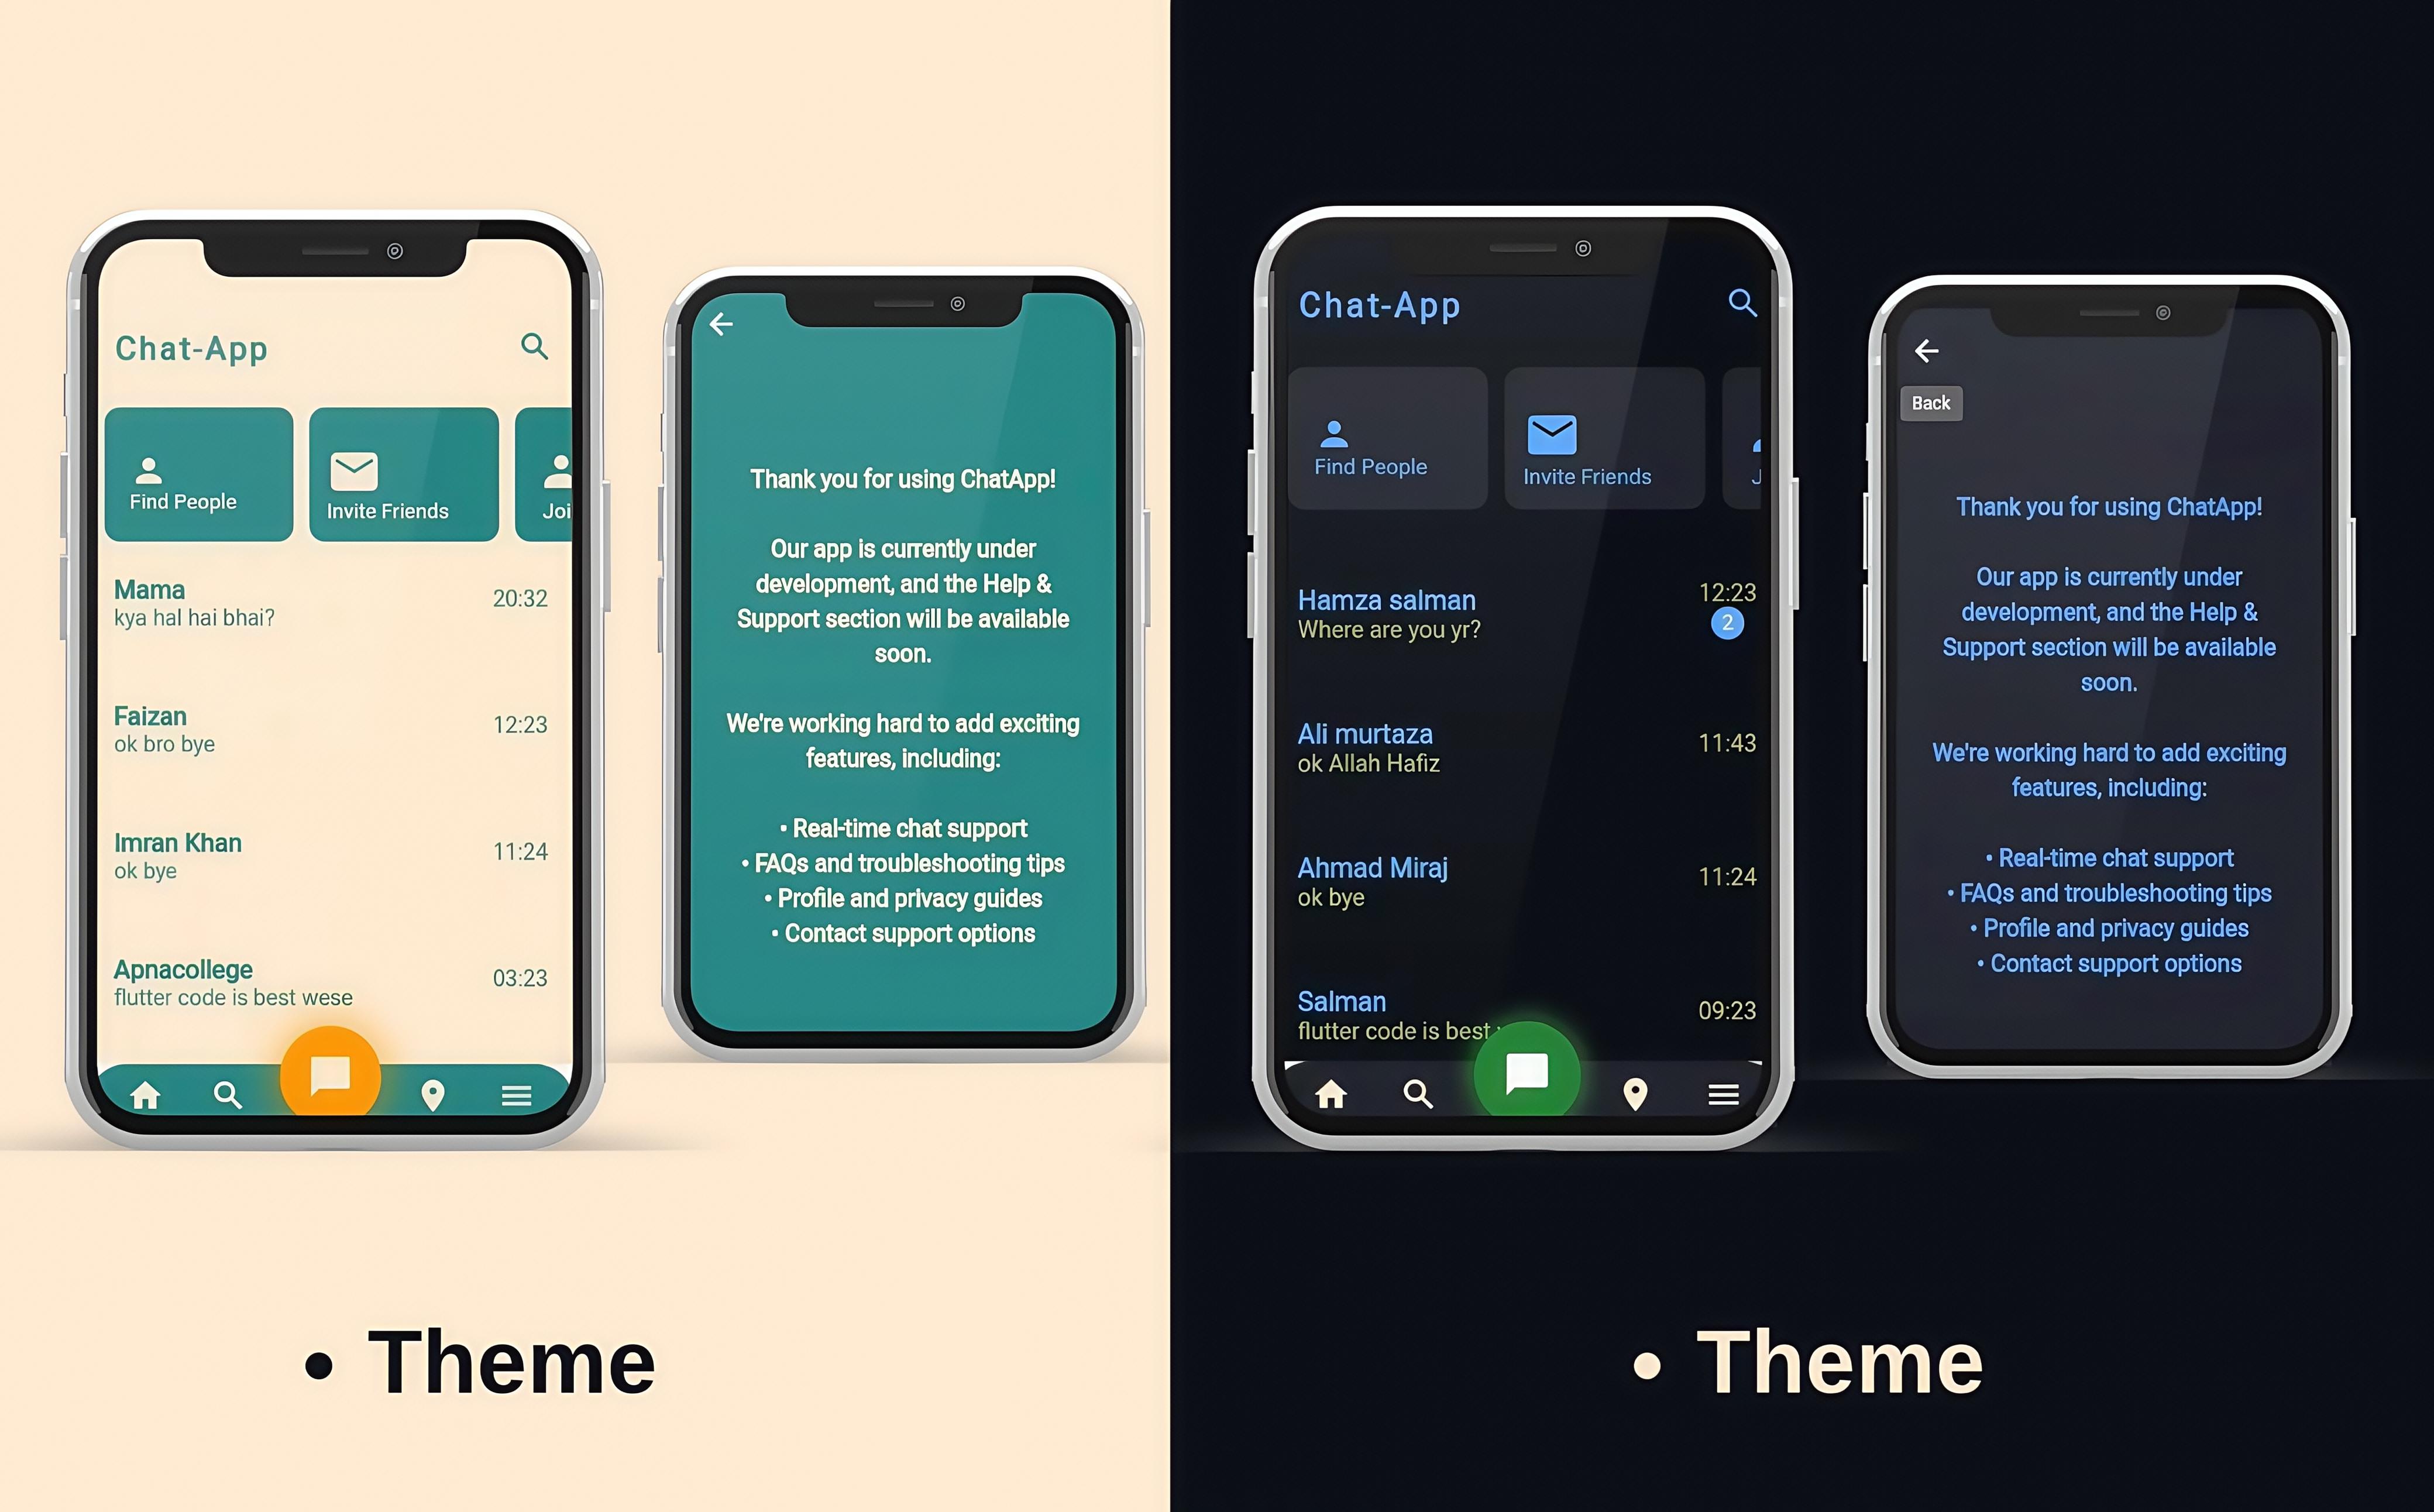 Chat-App
Find People
Invite Friends
Joi
Mama
20:32
kya hal hai bhai?
Faizan
12:23
ok bro bye
Imran Khan
11:24
ok bye
Apnacollege
03:23
flutter code is best wese
Thank you for using ChatApp!
Our app is currently under
development, and the Help &
Support section will be available
soon.
We're working hard to add exciting
features, including:
• Real-time chat support
• FAQs and troubleshooting tips
• Profile and privacy guides
• Contact support options
• Theme
Chat-App
Find People
Invite Friends
J
Hamza salman
12:23
Where are you yr?
2
Ali murtaza
11:43
ok Allah Hafiz
Ahmad Miraj
11:24
ok bye
Salman
09:23
flutter code is best
Back
Thank you for using ChatApp!
Our app is currently under
development, and the Help &
Support section will be available
soon.
We're working hard to add exciting
features, including:
• Real-time chat support
• FAQs and troubleshooting tips
• Profile and privacy guides
• Contact support options
• Theme